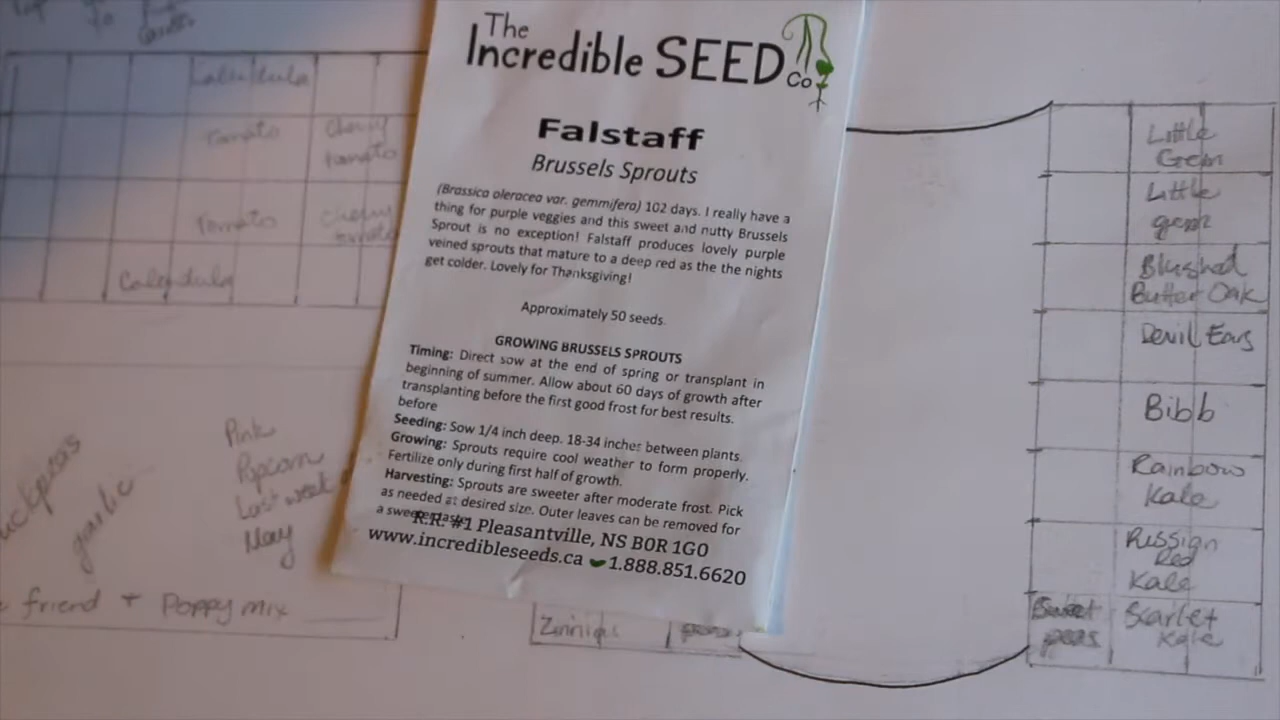 Calendula
Tomato
Cherry
tomato
Tomato
Cherry
tomato
Calendula
The
Incredible SEED
Co
Falstaff
Brussels Sprouts
(Brassica oleracea var. gemmifera) 102 days. I really have a
thing for purple veggies and this sweet and nutty Brussels
Sprout is no exception! Falstaff produces lovely purple
veined sprouts that mature to a deep red as the the nights
get colder. Lovely for Thanksgiving!
Approximately 50 seeds.
GROWING BRUSSELS SPROUTS
Timing: Direct sow at the end of spring or transplant in
beginning of summer. Allow about 60 days of growth after
transplanting before the first good frost for best results.
before
Seeding: Sow 1/4 inch deep. 18-34 inches between plants.
Growing: Sprouts require cool weather to form properly.
Fertilize only during first half of growth.
Harvesting: Sprouts are sweeter after moderate frost. Pick
as needed at desired size. Outer leaves can be removed for
a sweeter taste.
R.R. #1 Pleasantville, NS B0R 1G0
www.incredibleseeds.ca 1.888.851.6620
garlic
Pink
Popcorn
Last week
May
friend + Poppy mix
Zinnias
peas
Little
Gem
Little
gem
Blushed
Butter Oak
Devil Ears
Bibb
Rainbow
Kale
Russian
Red
Kale
Sweet
peas
Scarlet
Kale